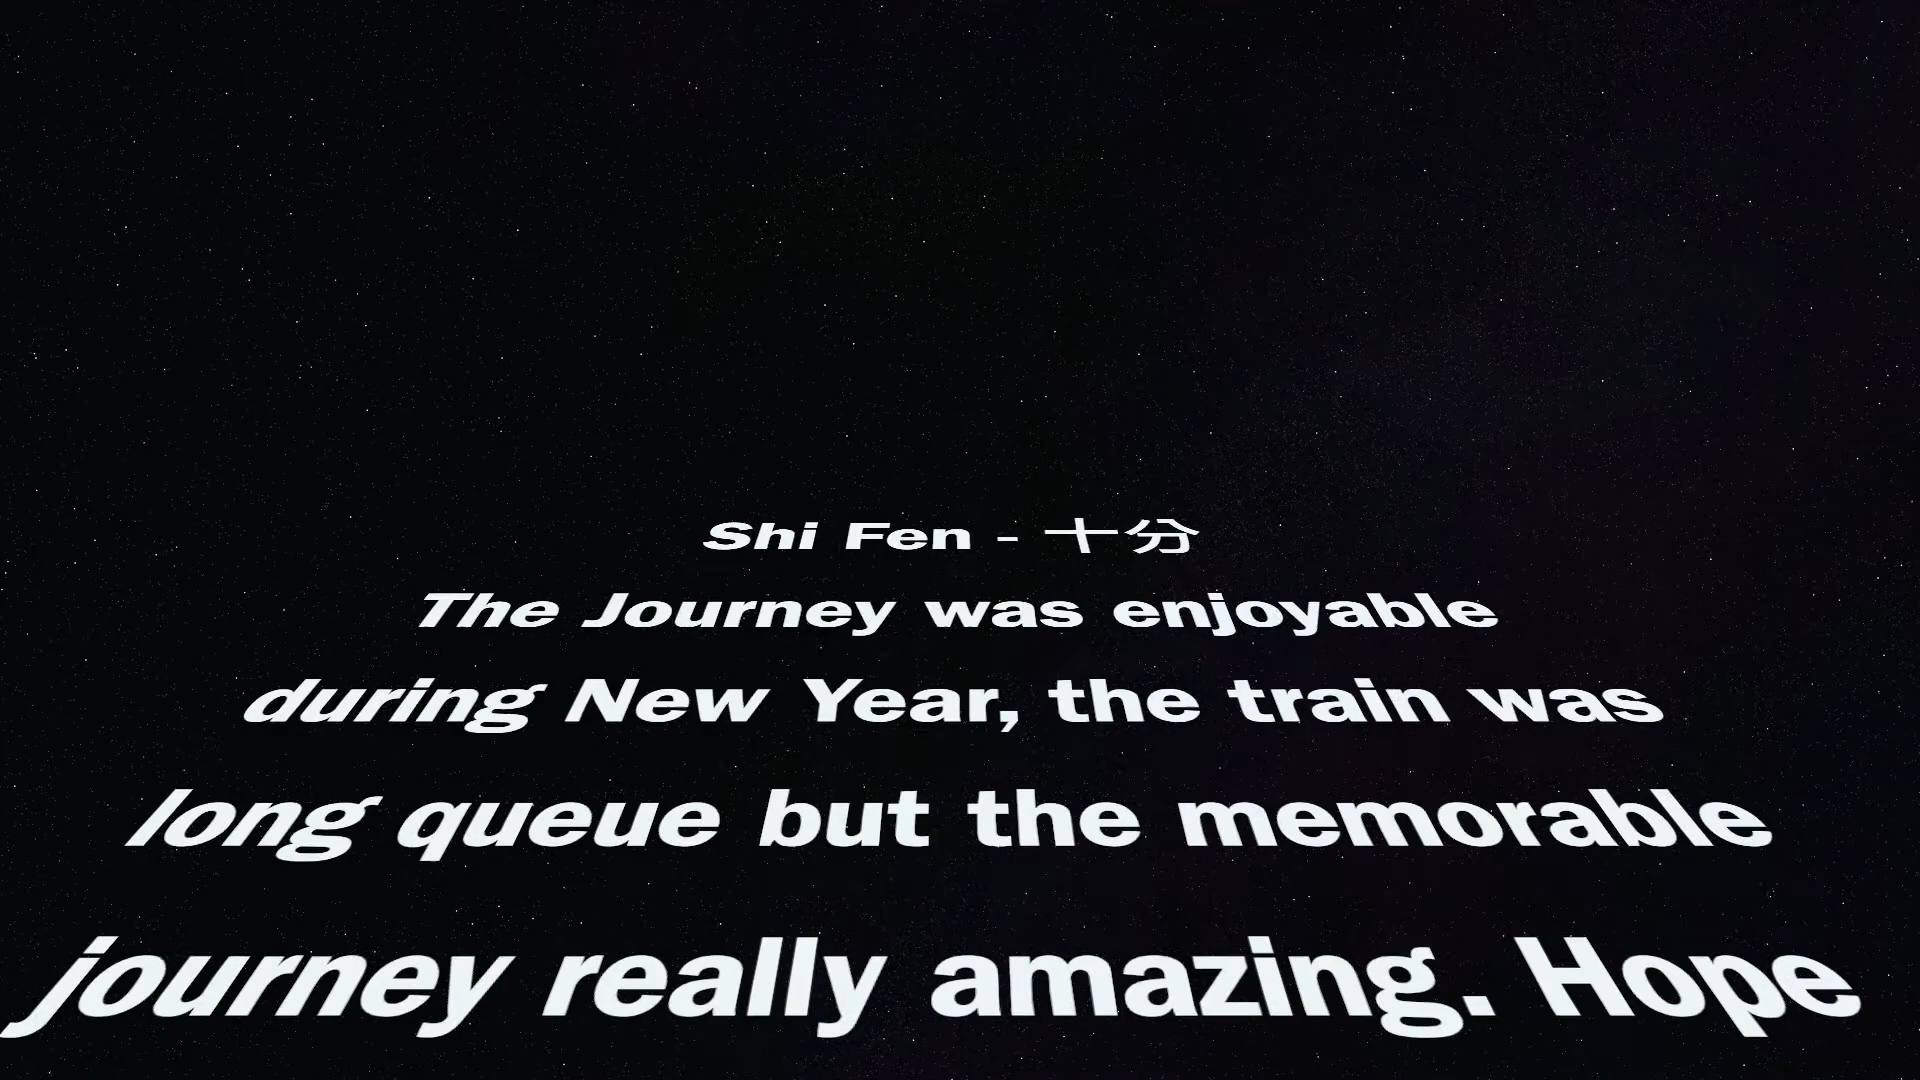 Shi Fen - 十分
The Journey was enjoyable
during New Year, the train was
long queue but the memorable
journey really amazing. Hope